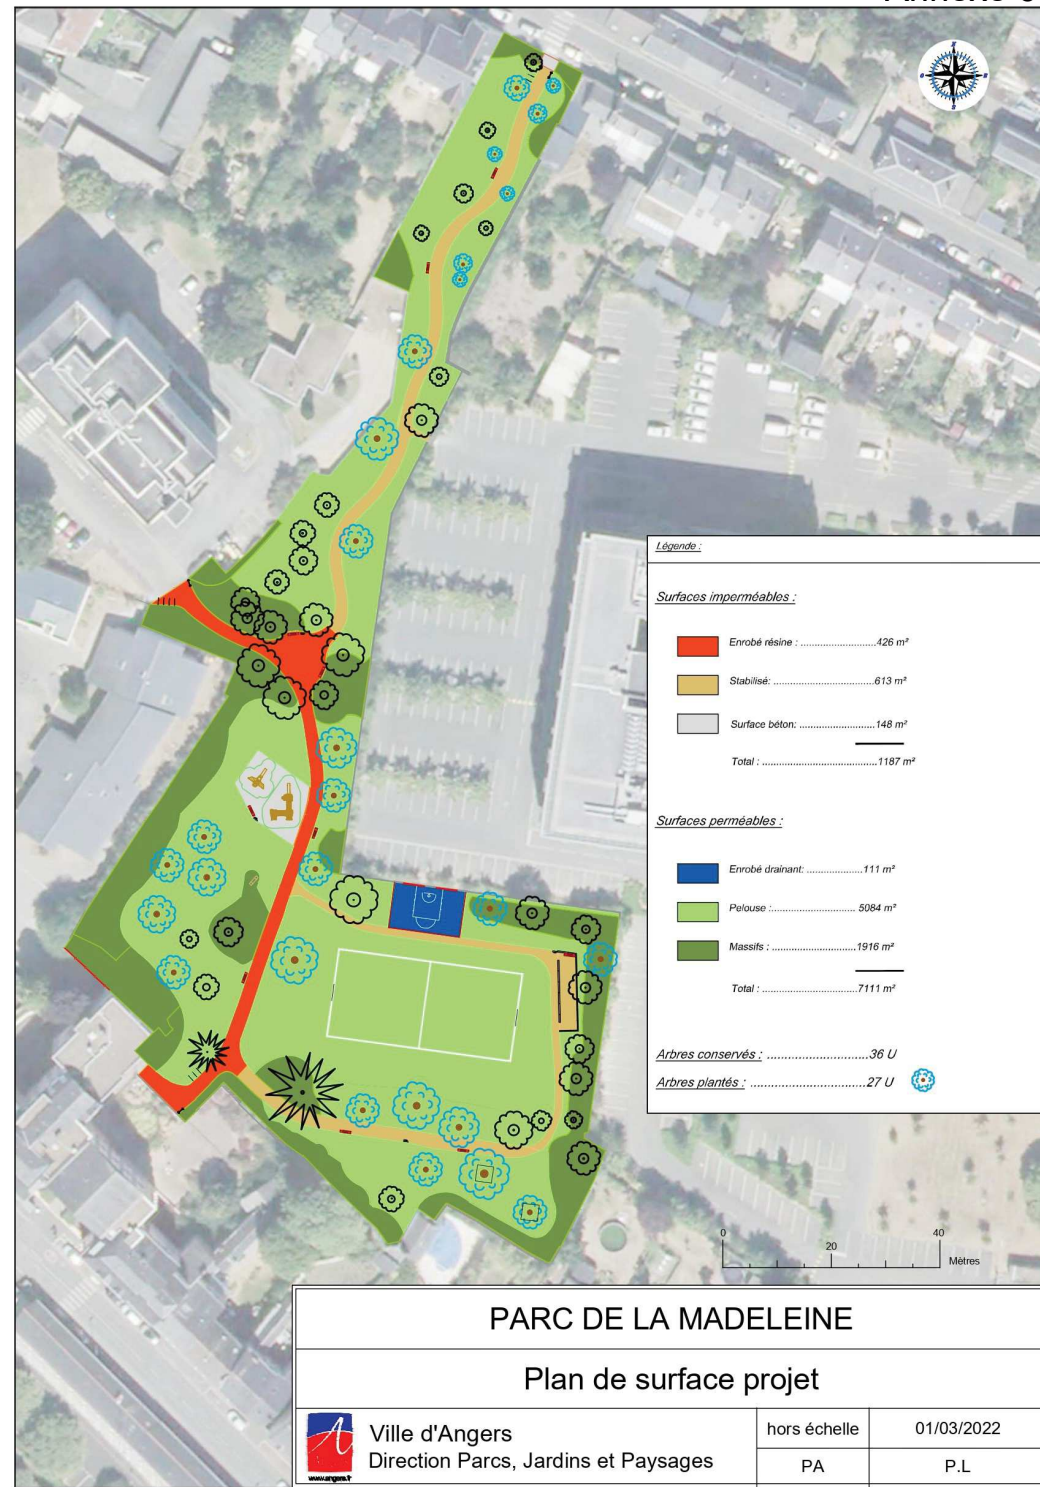 Légende :
Surfaces imperméables :
Enrobé résine : ...........................426 m²
Stabilisé: ....................................613 m²
Surface béton: ...........................148 m²
Total : .........................................1187 m²
Surfaces perméables :
Enrobé drainant: ....................111 m²
Pelouse :.............................. 5084 m²
Massifs : ........................................1916 m²
Total : ..................................7111 m²
Arbres conservés : .........................36 U
Arbres plantés : .............................27 U
0 20 40
Mètres
PARC DE LA MADELEINE
Plan de surface projet
Ville d'Angers
Direction Parcs, Jardins et Paysages
www.angers.fr
hors échelle 01/03/2022
PA P.L